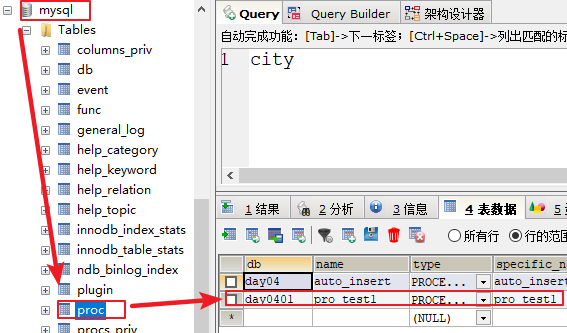 mysql
Tables
columns_priv
db
event
func
general_log
help_category
help_keyword
help_relation
help_topic
innodb_index_stats
innodb_table_stats
ndb_binlog_index
plugin
proc
procs_priv
Query
Query Builder
架构设计器
自动完成功能：[Tab]->下一标签；[Ctrl+Space]->列出匹配的标
1 city
1 结果
2 分析
3 信息
4 表数据
5
所有行
行的范围
db name type specific_n
day04 auto_insert PROCE... auto_insert
day0401 pro_test1 PROCE... pro_test1
* (NULL)